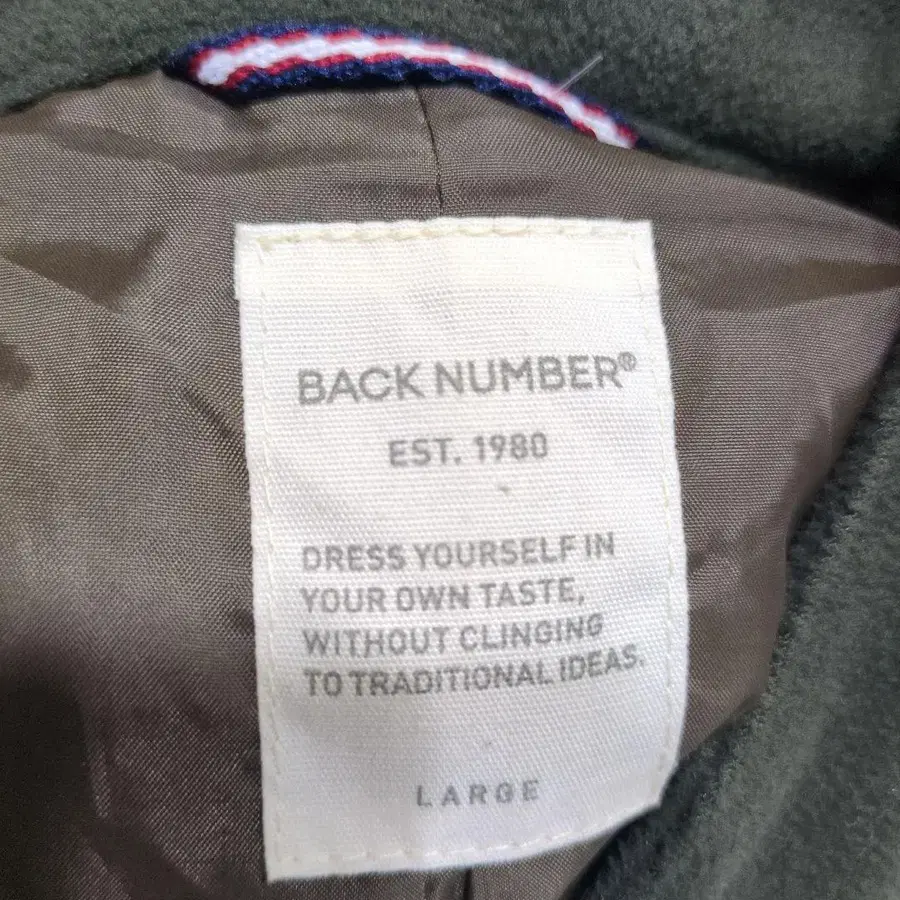 BACK NUMBER®
EST. 1980
DRESS YOURSELF IN
YOUR OWN TASTE,
WITHOUT CLINGING
TO TRADITIONAL IDEAS.
LARGE